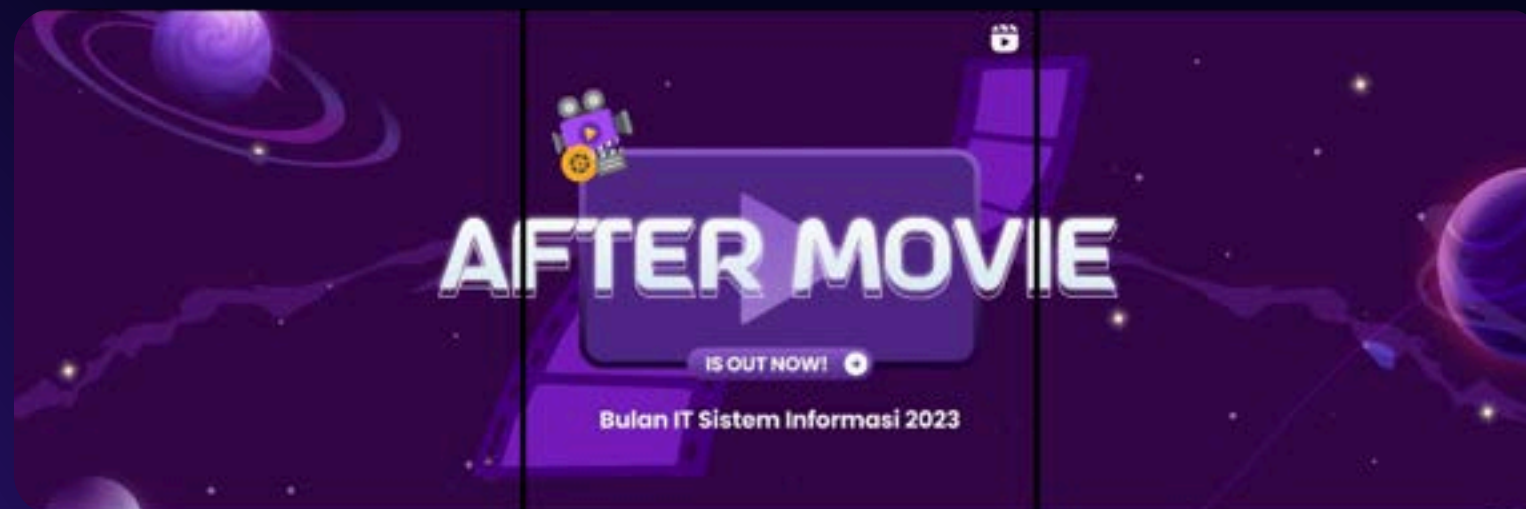 AFTER MOVIE
IS OUT NOW!
Bulan IT Sistem Informasi 2023